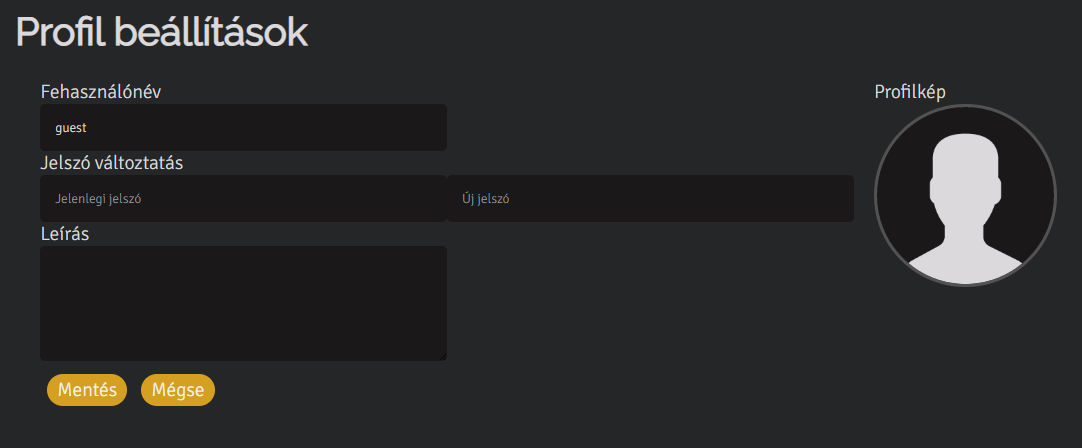 Profil beállítások
Fehasználónév
Profilkép
guest
Jelszó változtatás
Jelenlegi jelszó Új jelszó
Leírás
Mentés Mégse